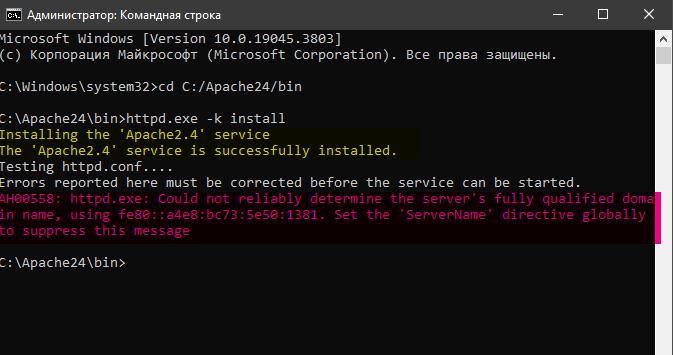 Администратор: Командная строка
Microsoft Windows [Version 10.0.19045.3803]
(c) Корпорация Майкрософт (Microsoft Corporation). Все права защищены.
C:\Windows\system32>cd C:/Apache24/bin
C:\Apache24\bin>httpd.exe -k install
Installing the 'Apache2.4' service
The 'Apache2.4' service is successfully installed.
Testing httpd.conf....
Errors reported here must be corrected before the service can be started.
AH00558: httpd.exe: Could not reliably determine the server's fully qualified doma
in name, using fe80::a4e8:bc73:5e50:1381. Set the 'ServerName' directive globally
to suppress this message
C:\Apache24\bin>